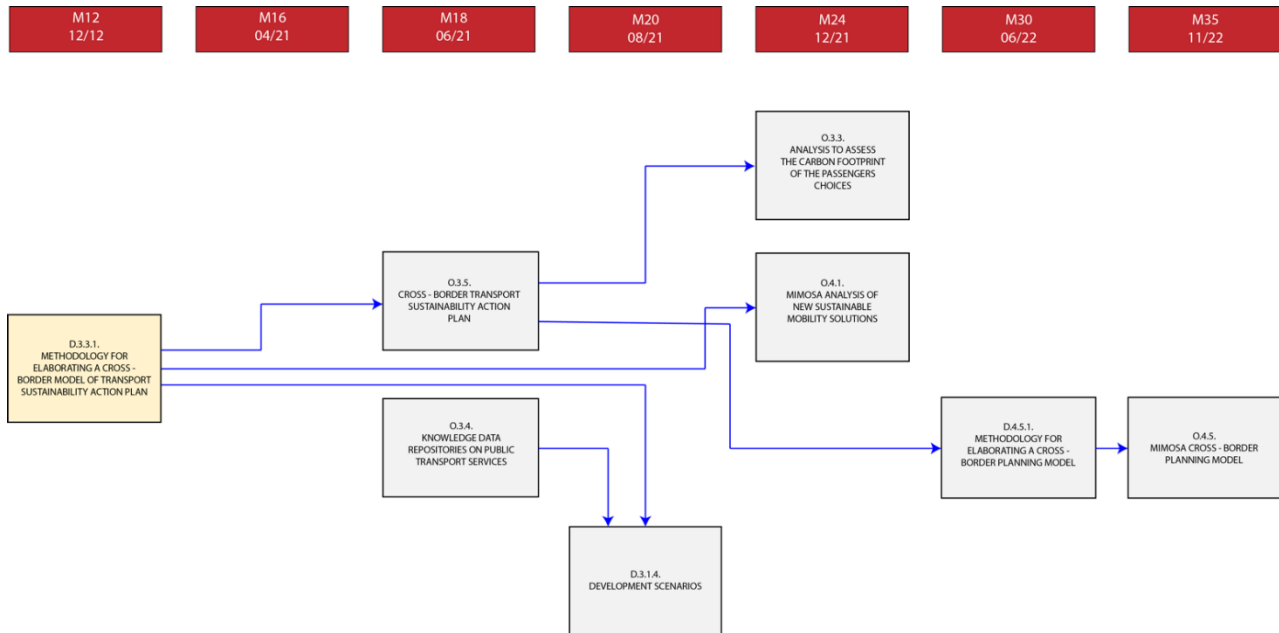 M12
12/12
M16
04/21
M18
06/21
M20
08/21
M24
12/21
M30
06/22
M35
11/22
O.3.3.
ANALYSIS TO ASSESS
THE CARBON FOOTPRINT
OF THE PASSENGERS
CHOICES
O.3.5.
CROSS - BORDER TRANSPORT
SUSTAINABILITY ACTION
PLAN
O.4.1.
MIMOSA ANALYSIS OF
NEW SUSTAINABLE
MOBILITY SOLUTIONS
D.3.3.1.
METHODOLOGY FOR
ELABORATING A CROSS -
BORDER MODEL OF TRANSPORT
SUSTAINABILITY ACTION PLAN
O.3.4.
KNOWLEDGE DATA
REPOSITORIES ON PUBLIC
TRANSPORT SERVICES
D.4.5.1.
METHODOLOGY FOR
ELABORATING A CROSS -
BORDER PLANNING MODEL
O.4.5.
MIMOSA CROSS - BORDER
PLANNING MODEL
D.3.1.4.
DEVELOPMENT SCENARIOS